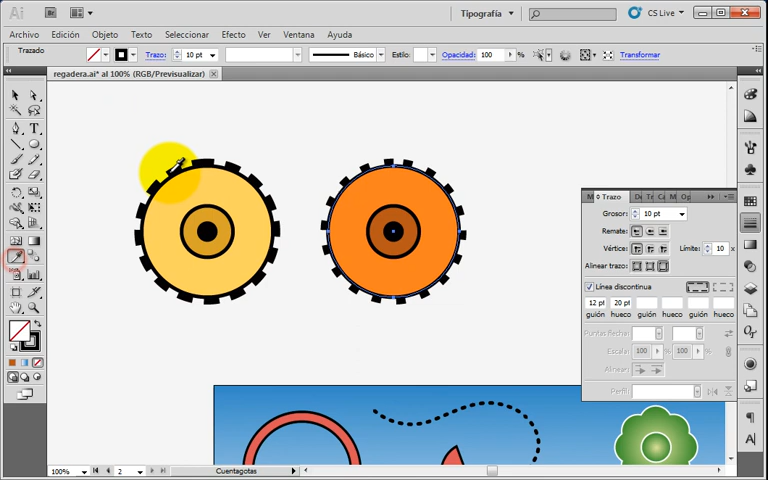 Ai Br Tipografía CS Live
Archivo Edición Objeto Texto Seleccionar Efecto Ver Ventana Ayuda
Trazado Trazo: 10 pt Básico Estilo: Opacidad: 100 % Transformar
regadera.ai* al 100% (RGB/Previsualizar)
Trazo
Grosor: 10 pt
Remate:
Vértice: Límite: 10 x
Alinear trazo:
Línea discontinua
12 pt 20 pt
guión hueco guión hueco guión hueco
Puntas flecha:
Escala: 100 % 100 %
Alinear:
Perfil:
100% 2 Cuentagotas